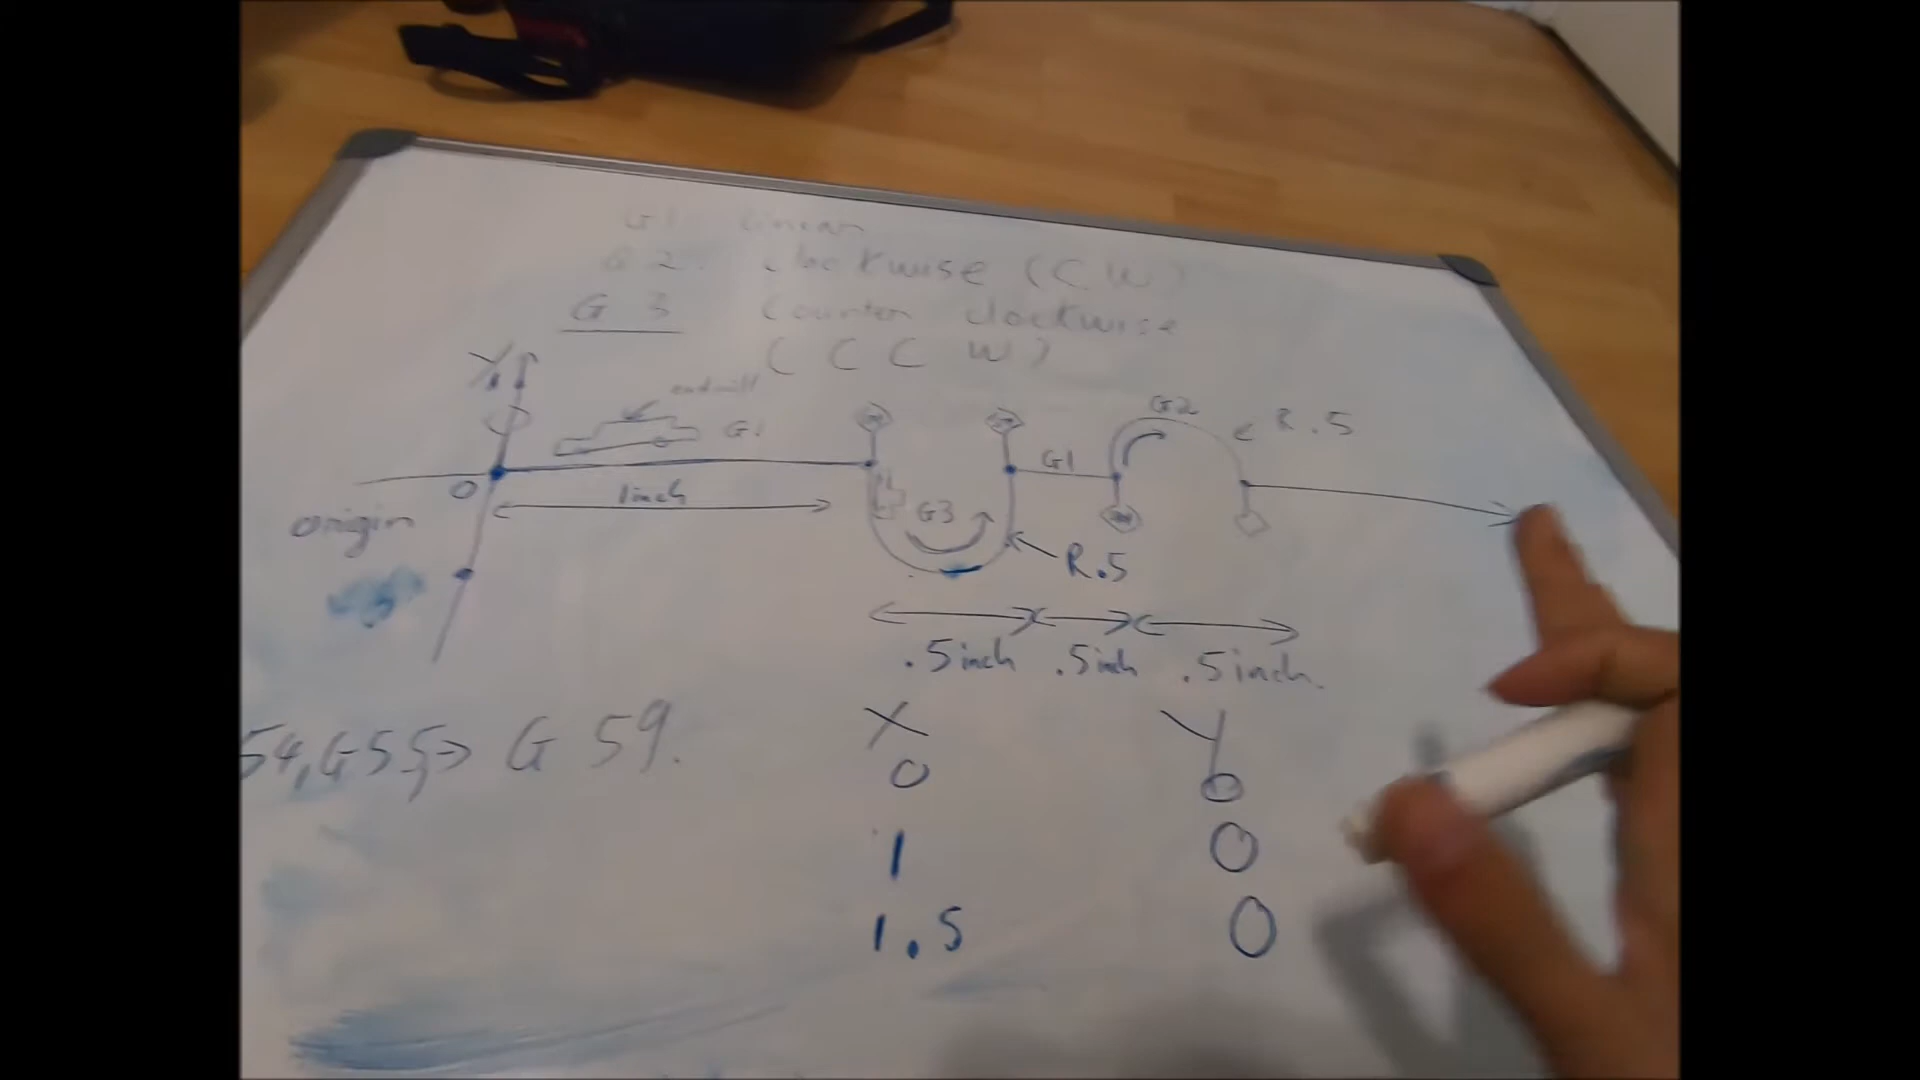 G1 linear
G2 clockwise (CW)
G3 Counter clockwise
(CCW)
Y
endmill
G1
G2
R.5
G1
0
1inch
G3
origin
R.5
.5inch .5inch .5inch.
54, G55, → G59.
X Y
0 0
1 0
1.5 0